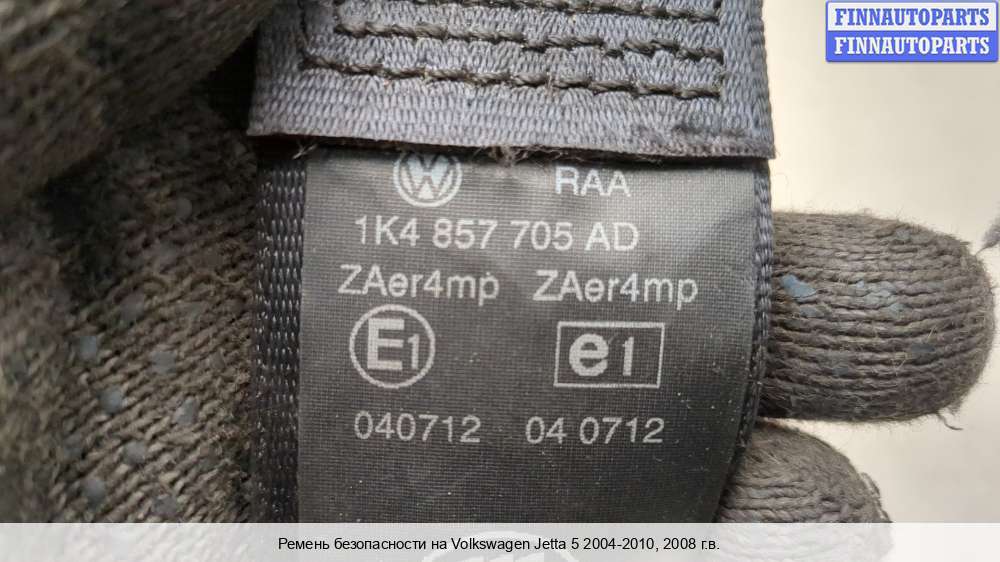 FINNAUTOPARTS
FINNAUTOPARTS
RAA
1K4 857 705 AD
ZAer4mp ZAer4mp
E1 e1
040712 04 0712
Ремень безопасности на Volkswagen Jetta 5 2004-2010, 2008 г.в.